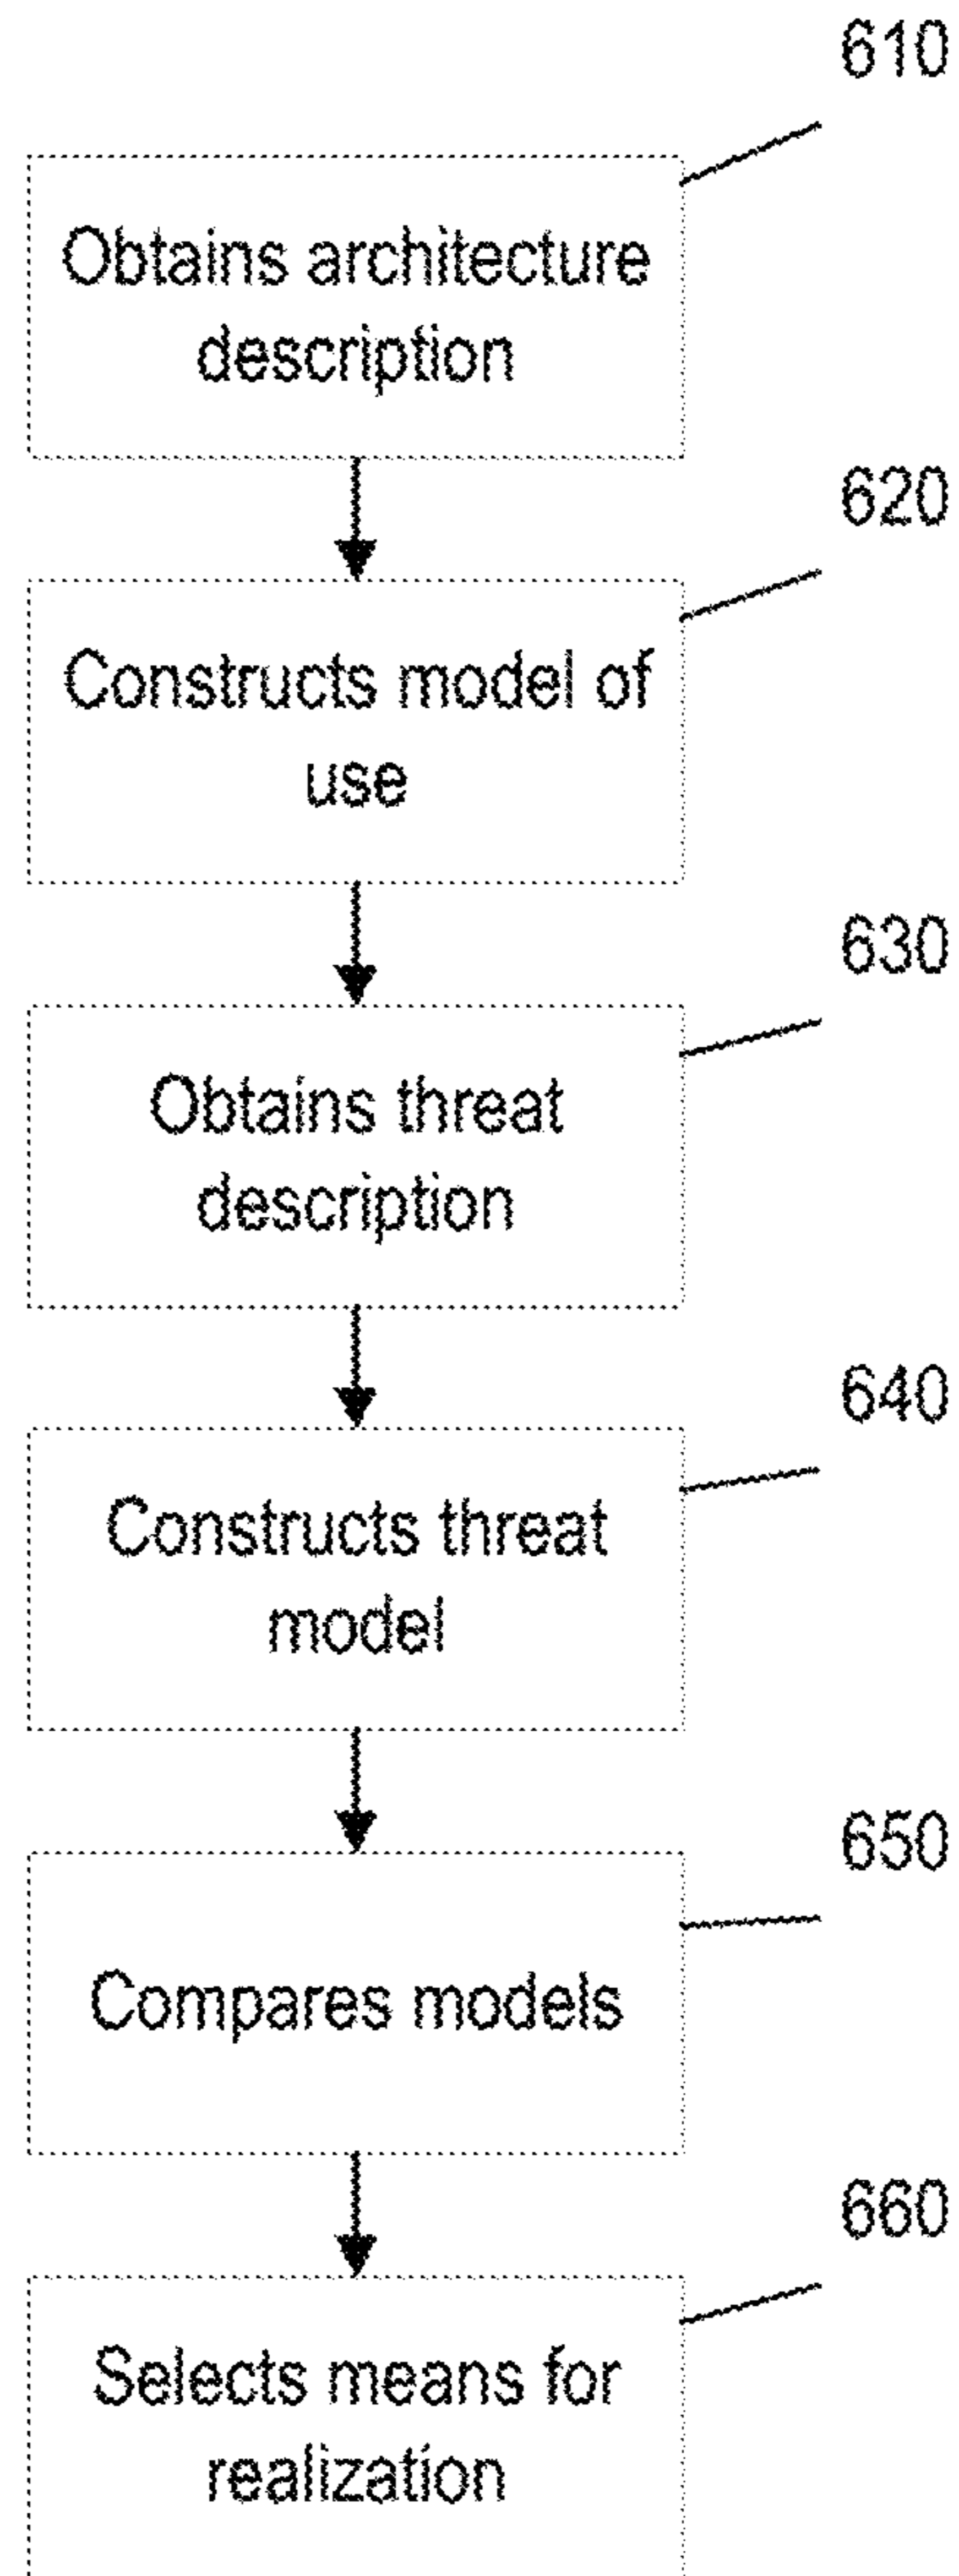 610
Obtains architecture
description
620
Constructs model of
use
630
Obtains threat
description
640
Constructs threat
model
650
Compares models
660
Selects means for
realization